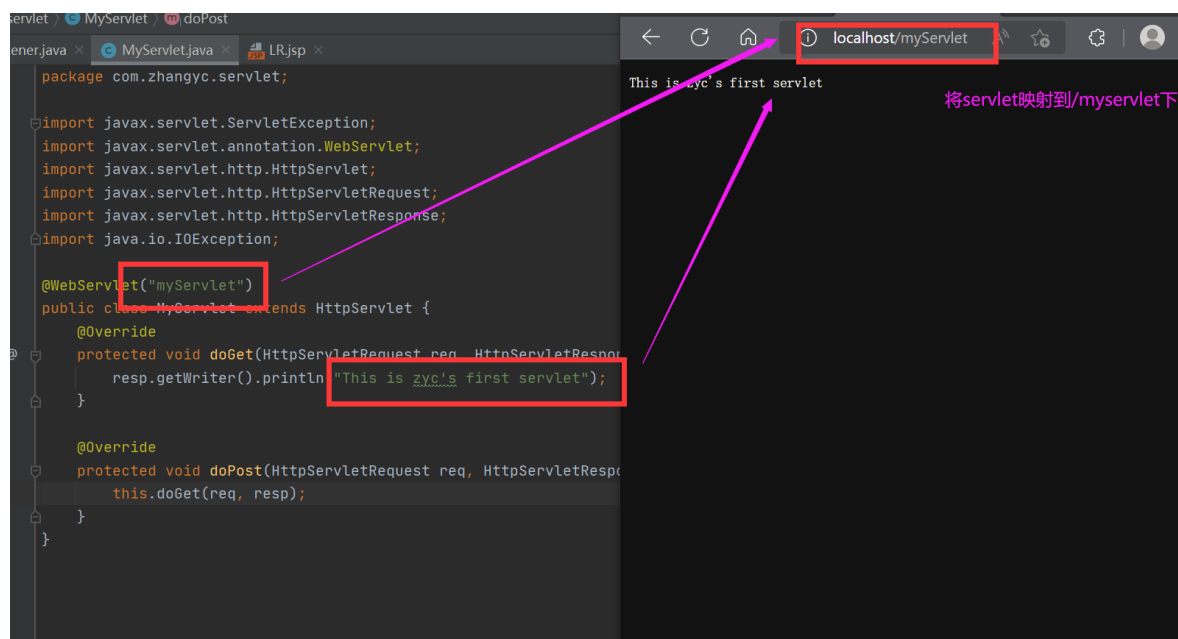 servlet 〉 MyServlet 〉 doPost
ener.java × MyServlet.java × LR.jsp ×
package com.zhangyc.servlet;
import javax.servlet.ServletException;
import javax.servlet.annotation.WebServlet;
import javax.servlet.http.HttpServlet;
import javax.servlet.http.HttpServletRequest;
import javax.servlet.http.HttpServletResponse;
import java.io.IOException;
@WebServlet("myServlet")
public class MyServlet extends HttpServlet {
@Override
protected void doGet(HttpServletRequest req, HttpServletRespon
resp.getWriter().println("This is zyc's first servlet");
}
@Override
protected void doPost(HttpServletRequest req, HttpServletRespo
this.doGet(req, resp);
}
}
localhost/myServlet
This is zyc's first servlet
将servlet映射到/myservlet下